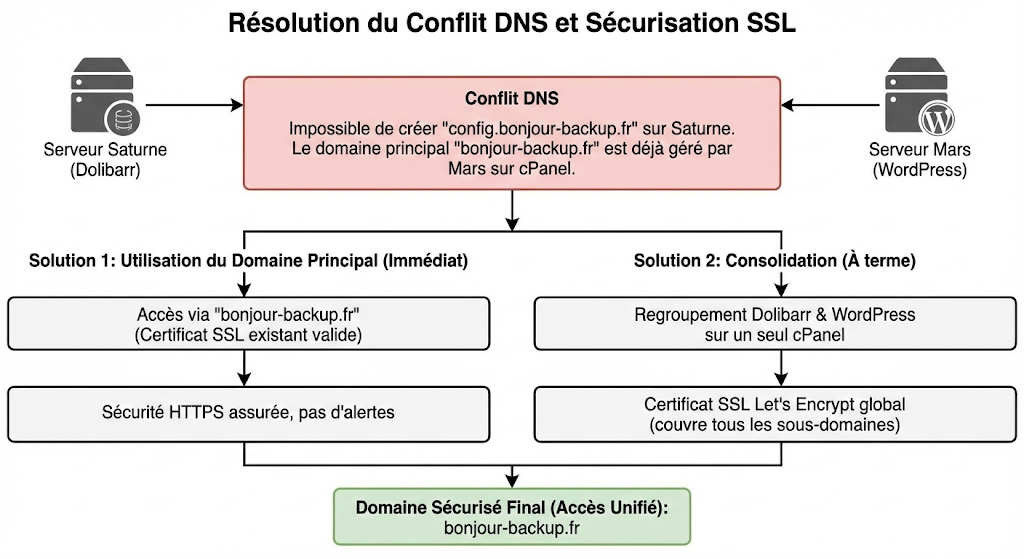 Résolution du Conflit DNS et Sécurisation SSL
Conflit DNS
Impossible de créer "config.bonjour-backup.fr" sur Saturne.
Le domaine principal "bonjour-backup.fr" est déjà géré par
Mars sur cPanel.
Serveur Saturne
(Dolibarr)
Serveur Mars
(WordPress)
Solution 1: Utilisation du Domaine Principal (Immédiat)
Accès via "bonjour-backup.fr"
(Certificat SSL existant valide)
Sécurité HTTPS assurée, pas d'alertes
Solution 2: Consolidation (À terme)
Regroupement Dolibarr & WordPress
sur un seul cPanel
Certificat SSL Let's Encrypt global
(couvre tous les sous-domaines)
Domaine Sécurisé Final (Accès Unifié):
bonjour-backup.fr